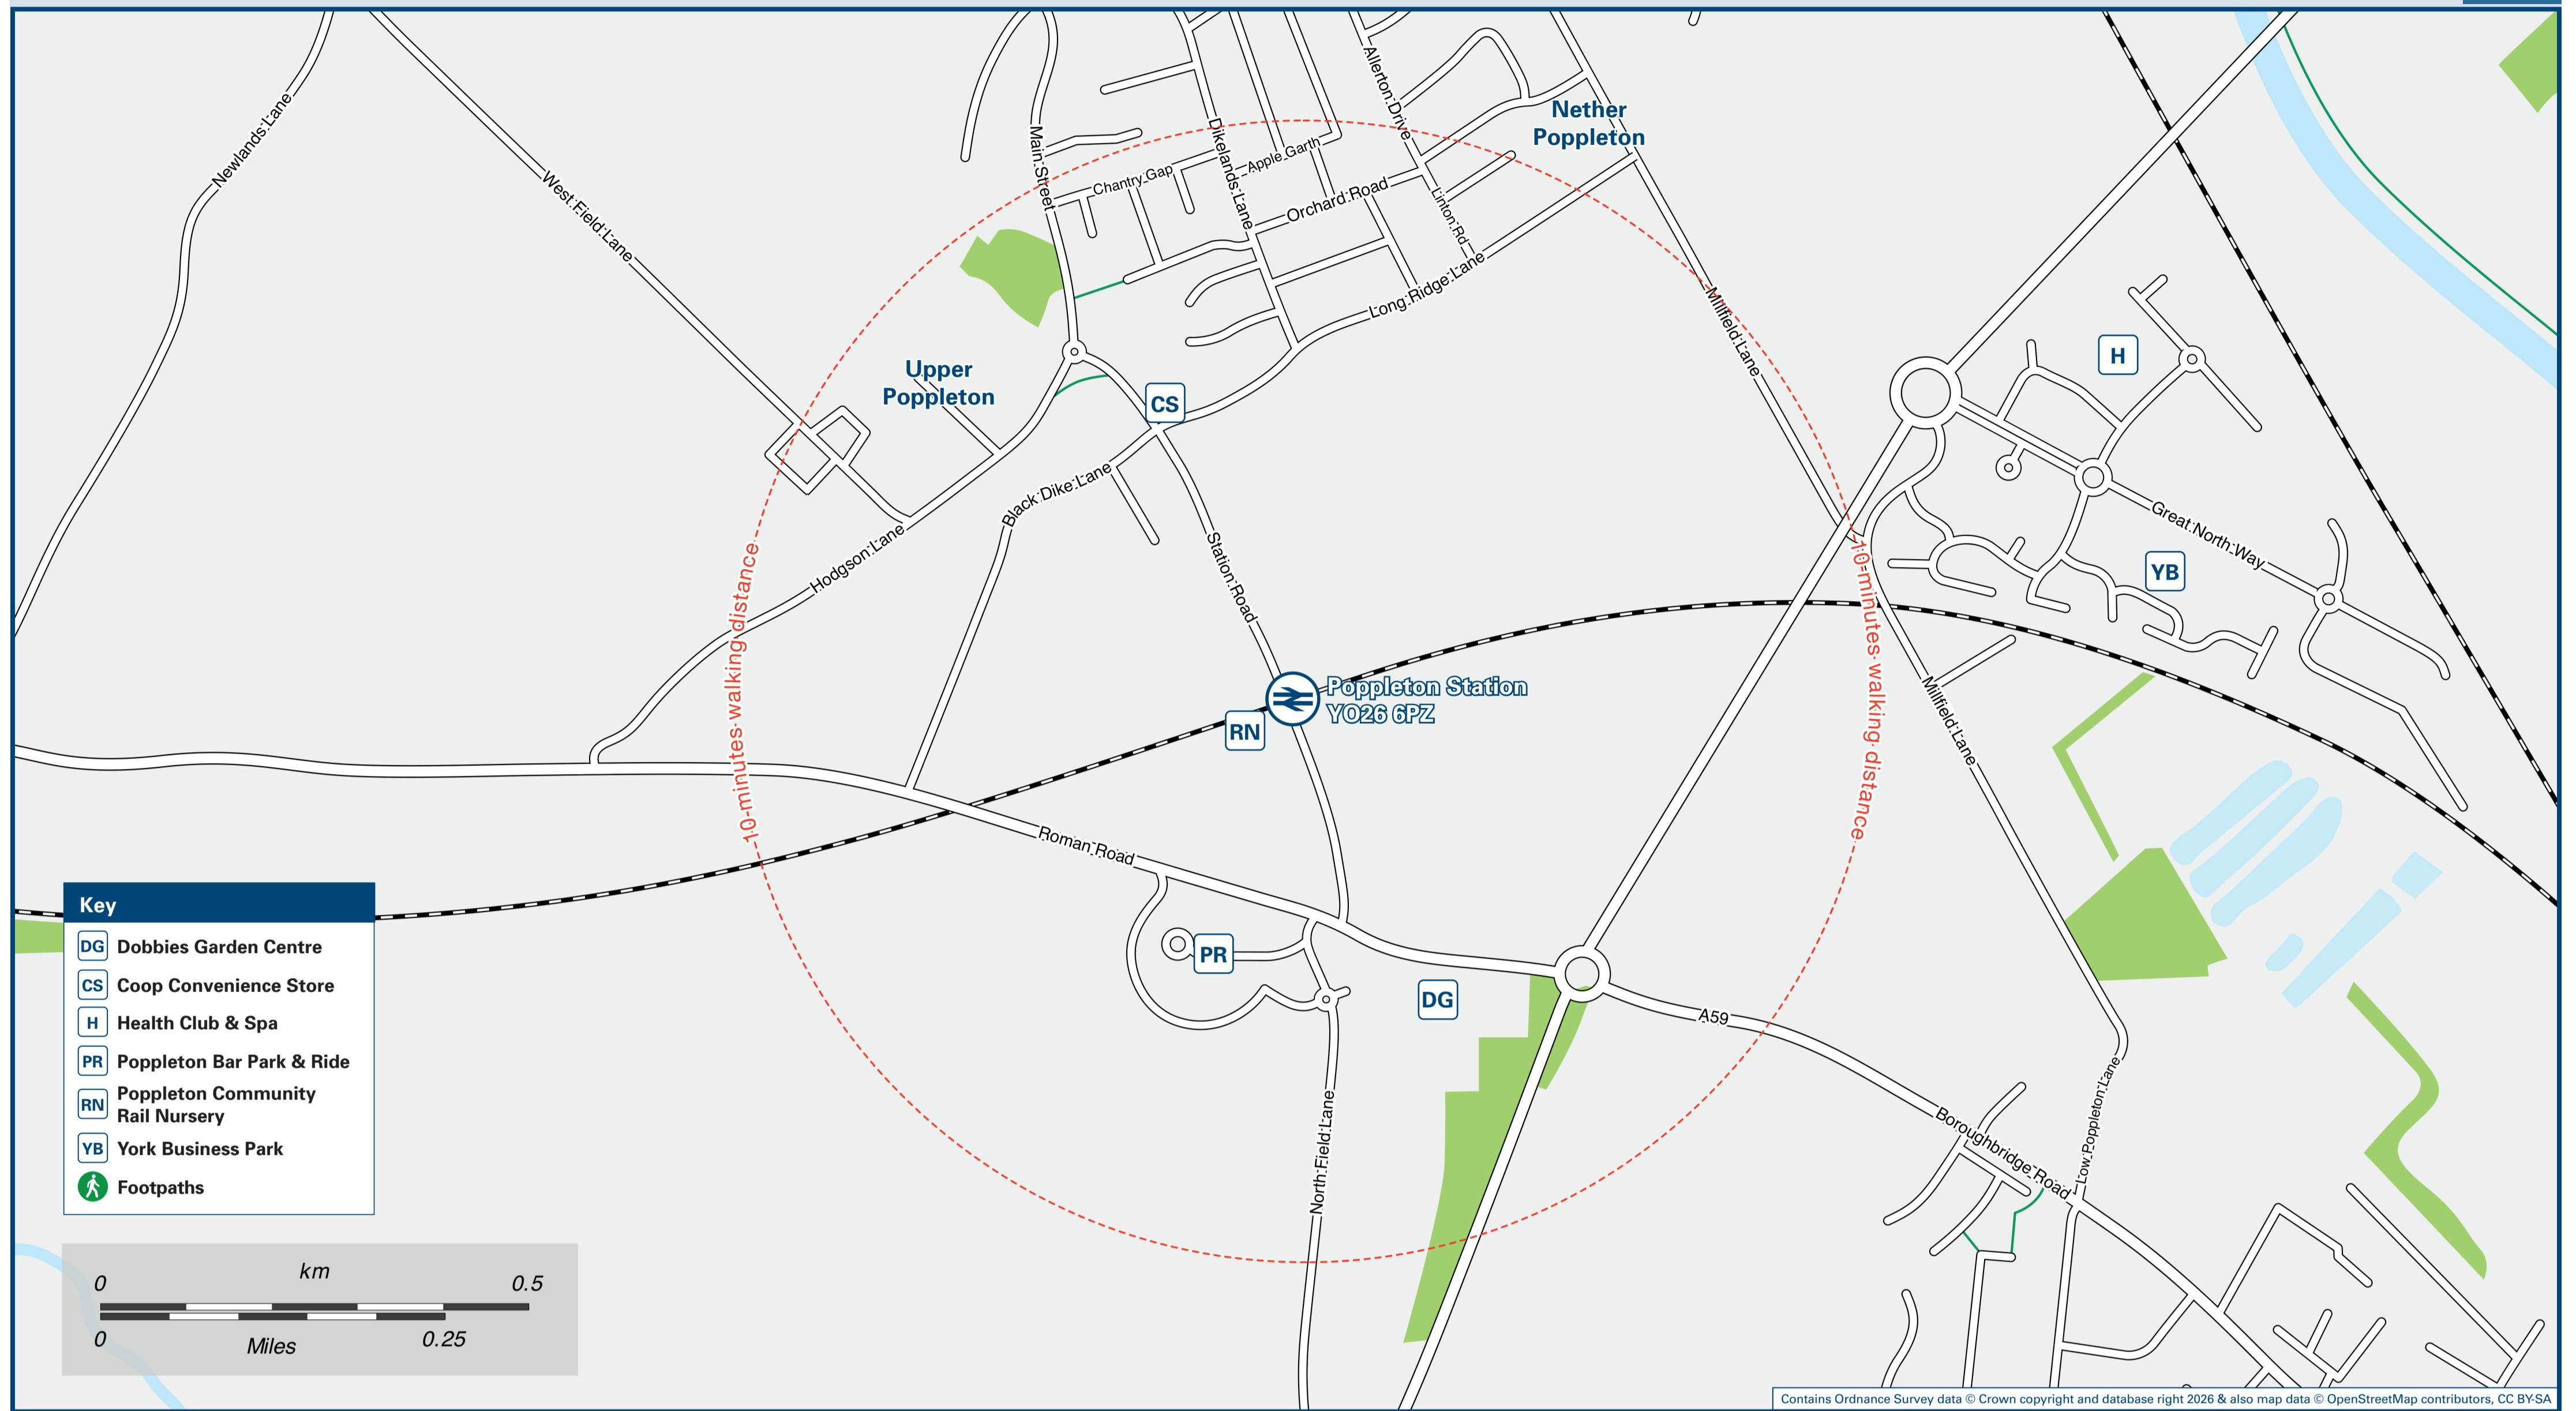 Newlands Lane
West Field Lane
Main Street
Chantry Gap
Dikelands Lane
Apple Garth
Allerton Drive
Orchard Road
Linton Rd
Long Ridge Lane
Nether
Poppleton
Millfield Lane
Upper
Poppleton
CS
H
Great North Way
YB
Black Dike Lane
Hodgson Lane
Station Road
10 minutes walking distance
10 minutes walking distance
Poppleton Station
YO26 6PZ
RN
Millfield Lane
Roman Road
PR
DG
A59
North Field Lane
Boroughbridge Road
Low Poppleton Lane
Key
DG Dobbies Garden Centre
CS Coop Convenience Store
H Health Club & Spa
PR Poppleton Bar Park & Ride
RN Poppleton Community
Rail Nursery
YB York Business Park
Footpaths
km
0 0.5
0 0.25
Miles
Contains Ordnance Survey data © Crown copyright and database right 2026 & also map data © OpenStreetMap contributors, CC BY-SA